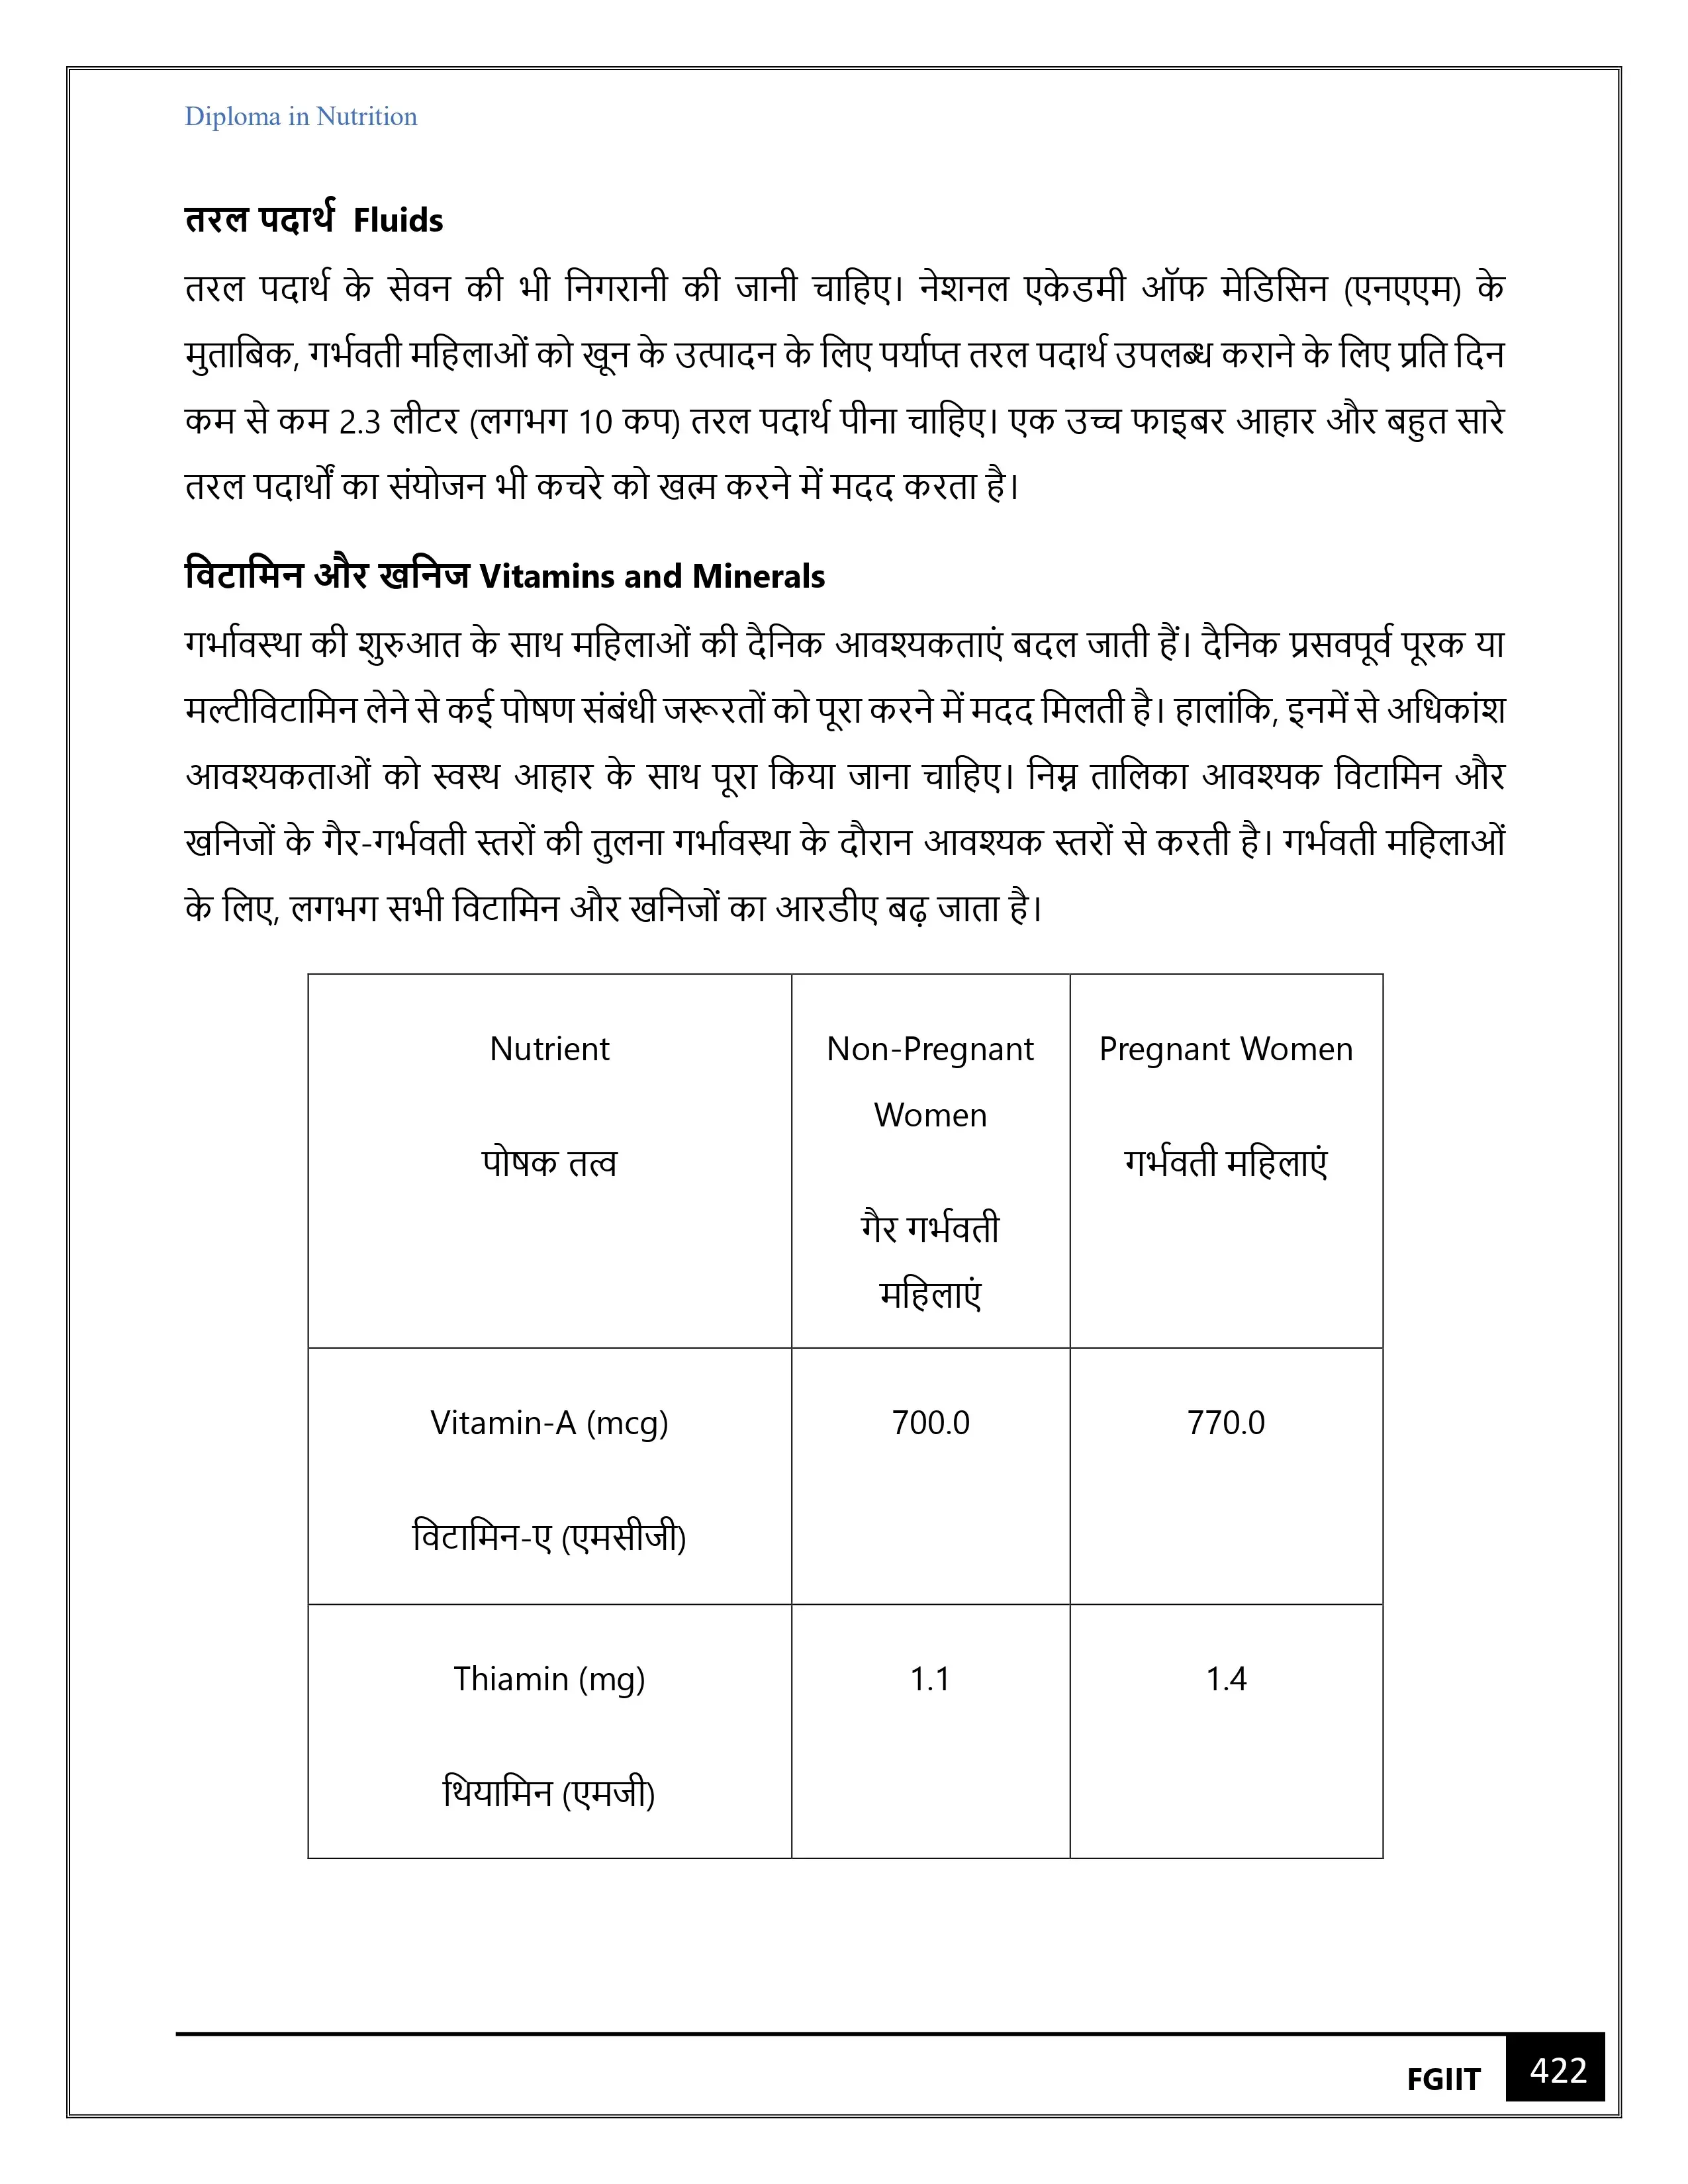 Diploma in Nutrition
तरल पदार्थ Fluids
तरल पदार्थ के सेवन की भी निगरानी की जानी चाहिए। नेशनल एकेडमी ऑफ मेडिसिन (एनएएम) के
मुताबिक, गर्भवती महिलाओं को खून के उत्पादन के लिए पर्याप्त तरल पदार्थ उपलब्ध कराने के लिए प्रति दिन
कम से कम 2.3 लीटर (लगभग 10 कप) तरल पदार्थ पीना चाहिए। एक उच्च फाइबर आहार और बहुत सारे
तरल पदार्थों का संयोजन भी कचरे को खत्म करने में मदद करता है।
विटामिन और खनिज Vitamins and Minerals
गर्भावस्था की शुरुआत के साथ महिलाओं की दैनिक आवश्यकताएं बदल जाती हैं। दैनिक प्रसवपूर्व पूरक या
मल्टीविटामिन लेने से कई पोषण संबंधी जरूरतों को पूरा करने में मदद मिलती है। हालांकि, इनमें से अधिकांश
आवश्यकताओं को स्वस्थ आहार के साथ पूरा किया जाना चाहिए। निम्न तालिका आवश्यक विटामिन और
खनिजों के गैर-गर्भवती स्तरों की तुलना गर्भावस्था के दौरान आवश्यक स्तरों से करती है। गर्भवती महिलाओं
के लिए, लगभग सभी विटामिन और खनिजों का आरडीए बढ़ जाता है।
Nutrient
पोषक तत्व
Non-Pregnant
Women
गैर गर्भवती
महिलाएं
Pregnant Women
गर्भवती महिलाएं
Vitamin-A (mcg)
विटामिन-ए (एमसीजी)
700.0
770.0
Thiamin (mg)
थियामिन (एमजी)
1.1
1.4
FGIIT
422